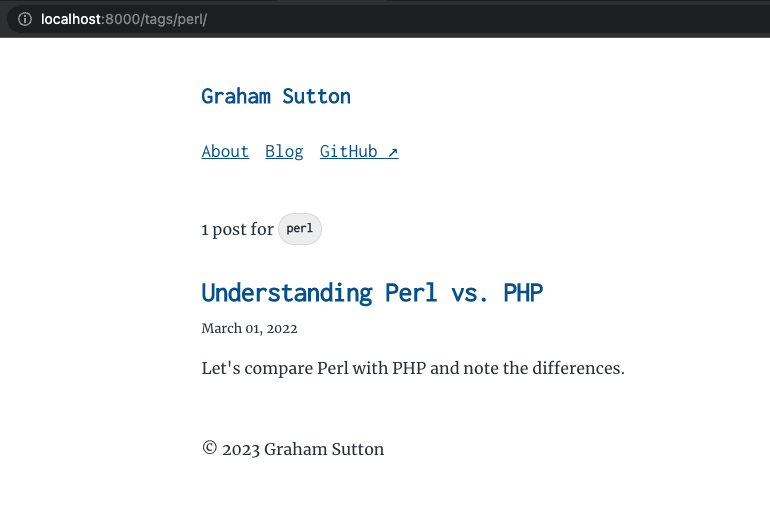 localhost:8000/tags/perl/
Graham Sutton
About Blog GitHub ↗
1 post for perl
Understanding Perl vs. PHP
March 01, 2022
Let's compare Perl with PHP and note the differences.
© 2023 Graham Sutton